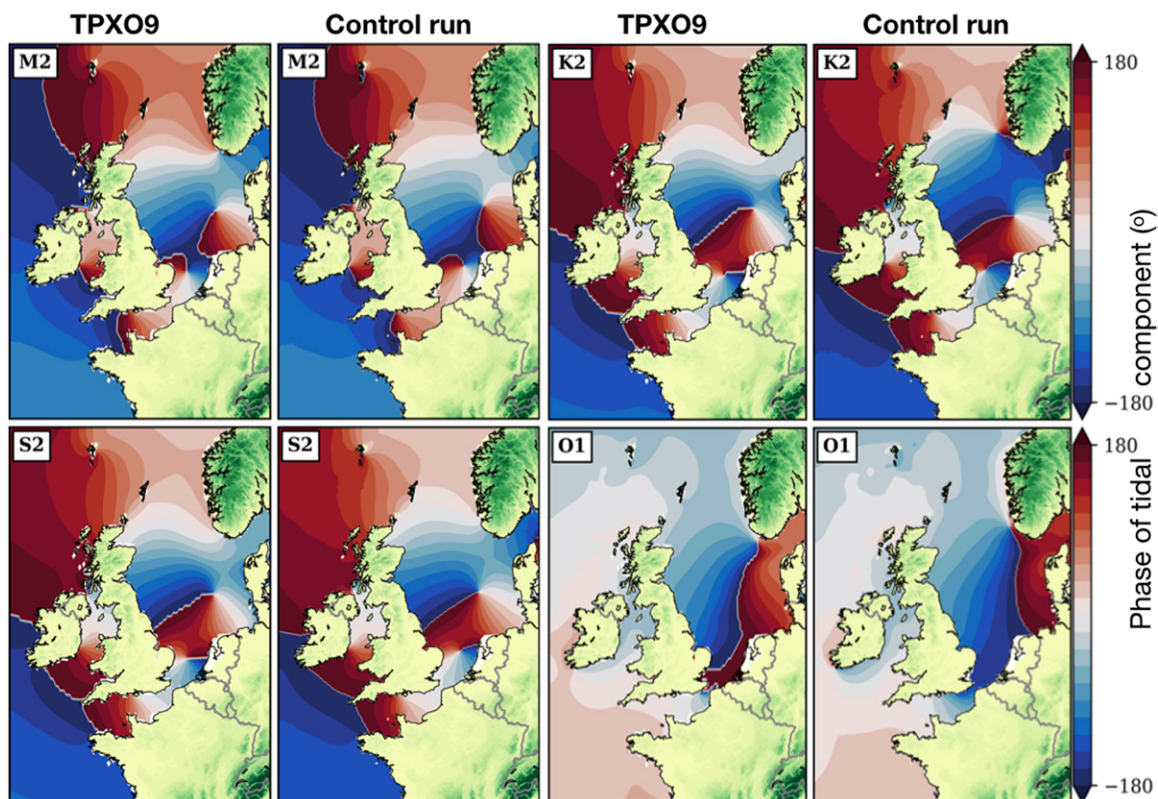 TPXO9 Control run TPXO9 Control run
M2 M2 K2 K2
180
−180
S2 S2 O1 O1
180
−180
Phase of tidal component (º)